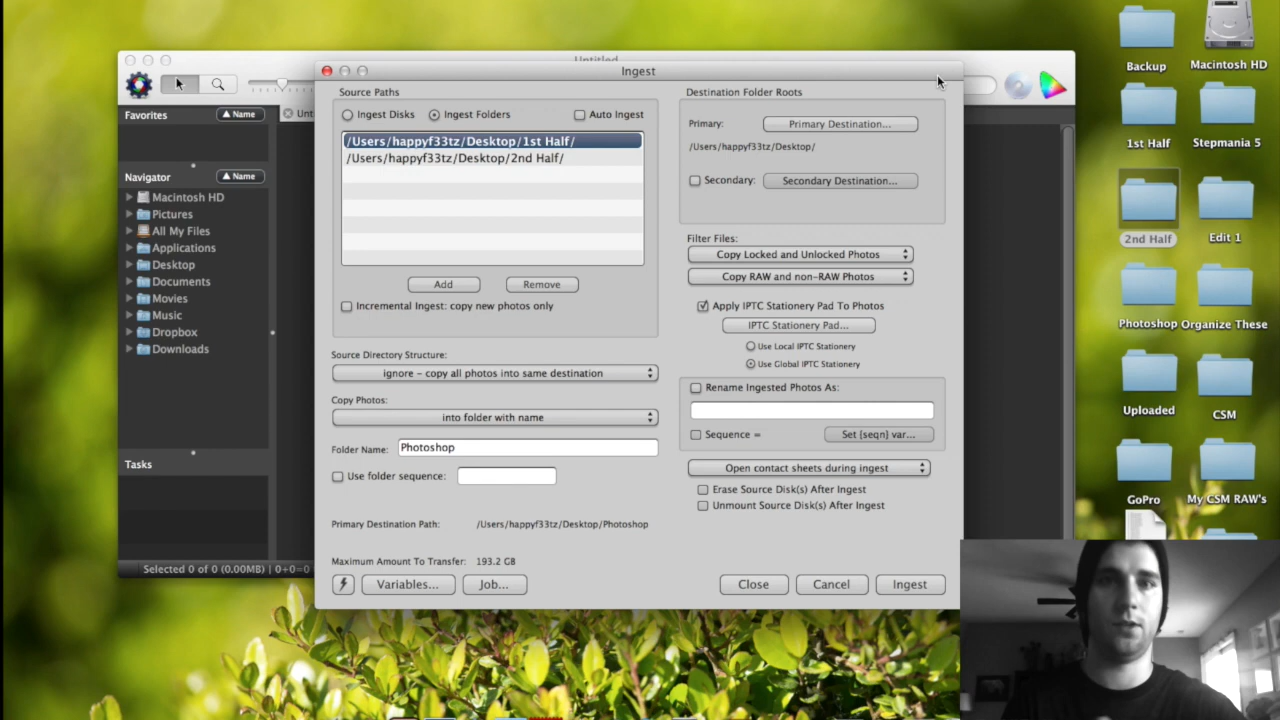 Untitled
Ingest
Source Paths
Ingest Disks
Ingest Folders
Auto Ingest
/Users/happyf33tz/Desktop/1st Half/
/Users/happyf33tz/Desktop/2nd Half/
Add
Remove
Incremental Ingest: copy new photos only
Source Directory Structure:
ignore – copy all photos into same destination
Copy Photos:
into folder with name
Folder Name: Photoshop
Use folder sequence:
Primary Destination Path: /Users/happyf33tz/Desktop/Photoshop
Maximum Amount To Transfer: 193.2 GB
Variables...
Job...
Close
Cancel
Ingest
Destination Folder Roots
Primary:
Primary Destination...
/Users/happyf33tz/Desktop/
Secondary:
Secondary Destination...
Filter Files:
Copy Locked and Unlocked Photos
Copy RAW and non-RAW Photos
Apply IPTC Stationery Pad To Photos
IPTC Stationery Pad...
Use Local IPTC Stationery
Use Global IPTC Stationery
Rename Ingested Photos As:
Sequence =
Set {seqn} var...
Open contact sheets during ingest
Erase Source Disk(s) After Ingest
Unmount Source Disk(s) After Ingest
Favorites
Name
Unt
Navigator
Name
Macintosh HD
Pictures
All My Files
Applications
Desktop
Documents
Movies
Music
Dropbox
Downloads
Tasks
Selected 0 of 0 (0.00MB) | 0+0=0
Backup
Macintosh HD
1st Half
Stepmania 5
2nd Half
Edit 1
Photoshop
Organize These
Uploaded
CSM
GoPro
My CSM RAW's